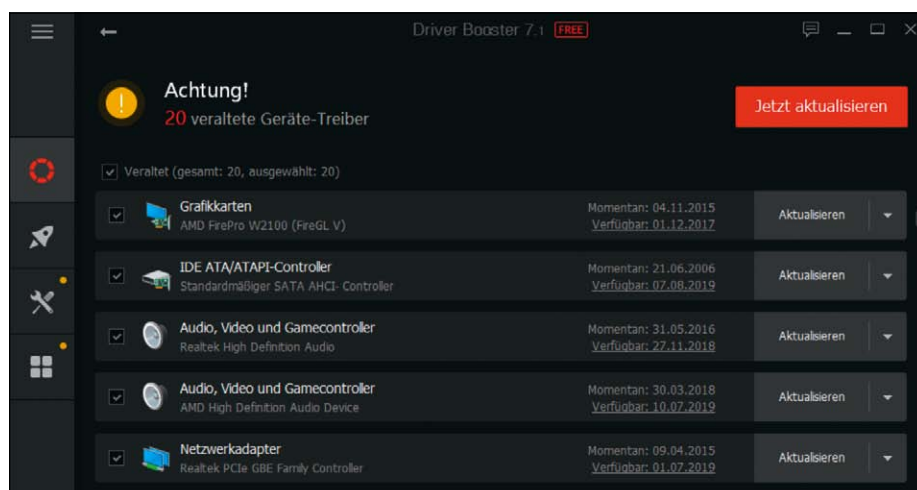 Driver Booster 7.1 FREE
Achtung!
20 veraltete Geräte-Treiber
Jetzt aktualisieren
Veraltet (gesamt: 20, ausgewählt: 20)
Grafikkarten
AMD FirePro W2100 (FireGL V)
Momentan: 04.11.2015
Verfügbar: 01.12.2017
Aktualisieren
IDE ATA/ATAPI-Controller
Standardmäßiger SATA AHCI- Controller
Momentan: 21.06.2006
Verfügbar: 07.08.2019
Aktualisieren
Audio, Video und Gamecontroller
Realtek High Definition Audio
Momentan: 31.05.2016
Verfügbar: 27.11.2018
Aktualisieren
Audio, Video und Gamecontroller
AMD High Definition Audio Device
Momentan: 30.03.2018
Verfügbar: 10.07.2019
Aktualisieren
Netzwerkadapter
Realtek PCIe GBE Family Controller
Momentan: 09.04.2015
Verfügbar: 01.07.2019
Aktualisieren